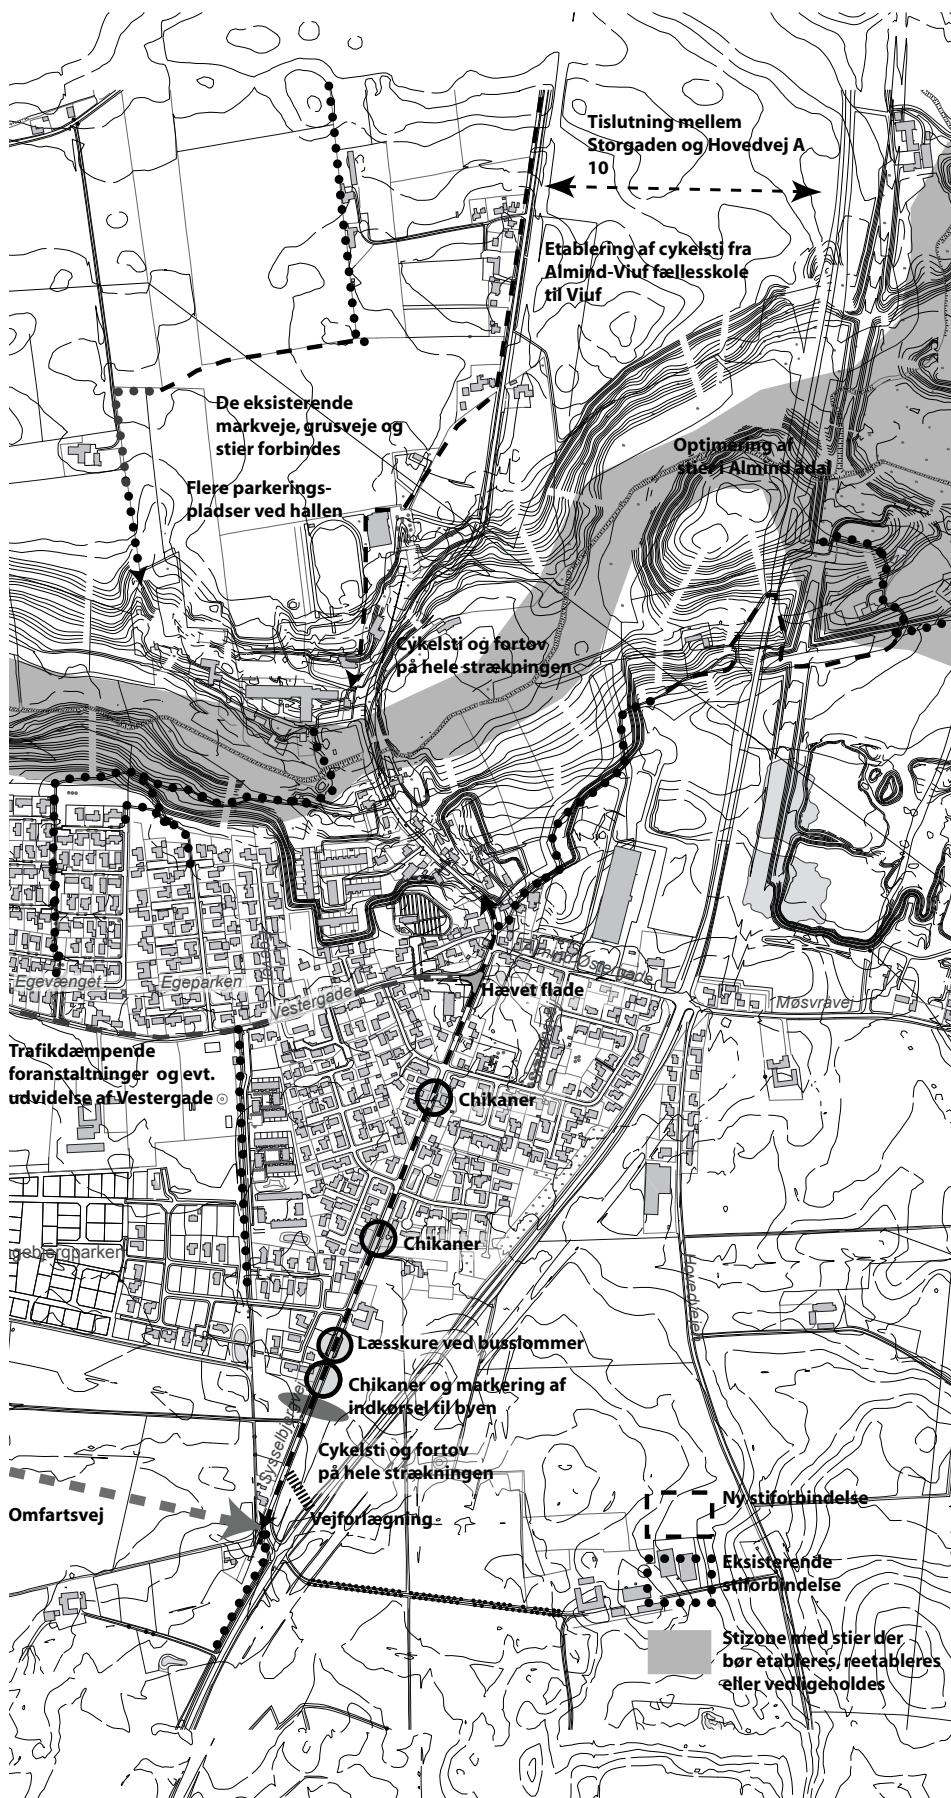 Tislutning mellem
Storgaden og Hovedvej A
10
Etablering af cykelsti fra
Almind-Viuf fællesskole
til Viuf
De eksisterende
markveje, grusveje og
stier forbindes
Optimering af
stier i Almind ådal
Flere parkerings-
pladser ved hallen
Cykelsti og fortov
på hele strækningen
Østergade
Egevænget
Egeparken
Vestergade
Hævet flade
Møsvravej
Trafikdæmpende
foranstaltninger og evt.
udvidelse af Vestergade
Chikaner
Chikaner
gebjergparken
Hovedvejen
Læsskure ved busslommer
Chikaner og markering af
indkørsel til byen
Sysselbjergvej
Cykelsti og fortov
på hele strækningen
Omfartsvej
Vejforlægning
Ny stiforbindelse
Eksisterende
stiforbindelse
Stizone med stier der
bør etableres, reetableres
eller vedligeholdes